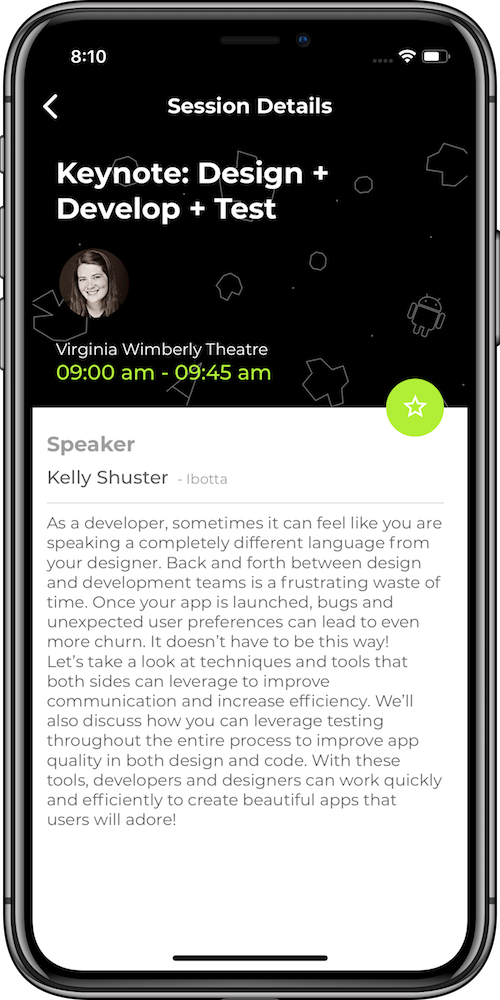 8:10
Session Details
Keynote: Design +
Develop + Test
Virginia Wimberly Theatre
09:00 am - 09:45 am
Speaker
Kelly Shuster - Ibotta
As a developer, sometimes it can feel like you are
speaking a completely different language from
your designer. Back and forth between design
and development teams is a frustrating waste of
time. Once your app is launched, bugs and
unexpected user preferences can lead to even
more churn. It doesn’t have to be this way!
Let’s take a look at techniques and tools that
both sides can leverage to improve
communication and increase efficiency. We’ll
also discuss how you can leverage testing
throughout the entire process to improve app
quality in both design and code. With these
tools, developers and designers can work quickly
and efficiently to create beautiful apps that
users will adore!